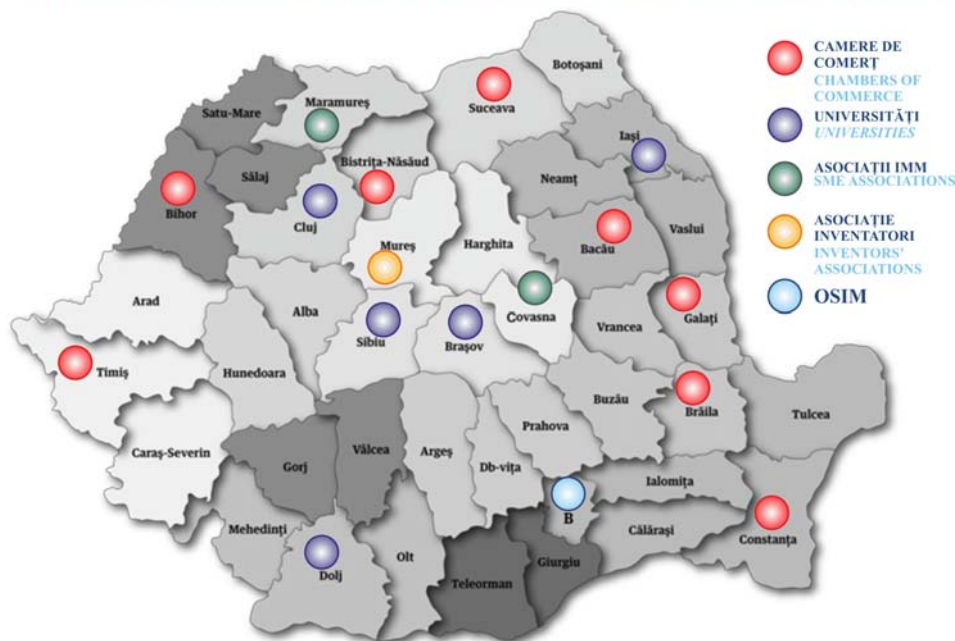 Botoșani
Suceava
Satu-Mare
Maramureș
Iași
Bistrița-Năsăud
Sălaj
Neamț
Bihor
Cluj
Vaslui
Mureș
Harghita
Bacău
Arad
Alba
Covasna
Sibiu
Brașov
Vrancea
Galați
Timiș
Hunedoara
Buzău
Brăila
Tulcea
Prahova
Caraș-Severin
Gorj
Vâlcea
Argeș
Db-vița
Ialomița
B
Mehedinți
Călărași
Constanța
Olt
Giurgiu
Dolj
Teleorman
CAMERE DE
COMERȚ
CHAMBERS OF
COMMERCE
UNIVERSITĂȚI
UNIVERSITIES
ASOCIAȚII IMM
SME ASSOCIATIONS
ASOCIAȚIE
INVENTATORI
INVENTORS'
ASSOCIATIONS
OSIM